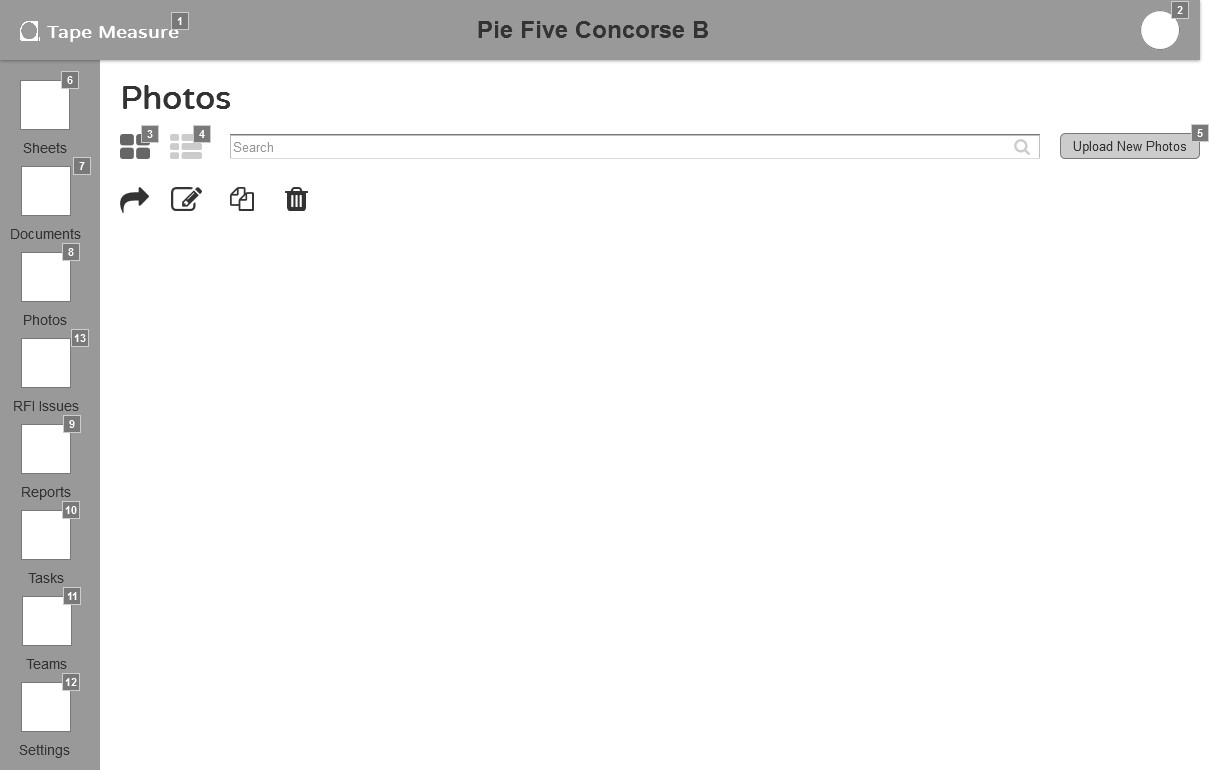 Tape Measure
1
Pie Five Concorse B
2
Photos
3
4
Search
Upload New Photos
5
6
Sheets
7
Documents
8
Photos
13
RFI Issues
9
Reports
10
Tasks
11
Teams
12
Settings